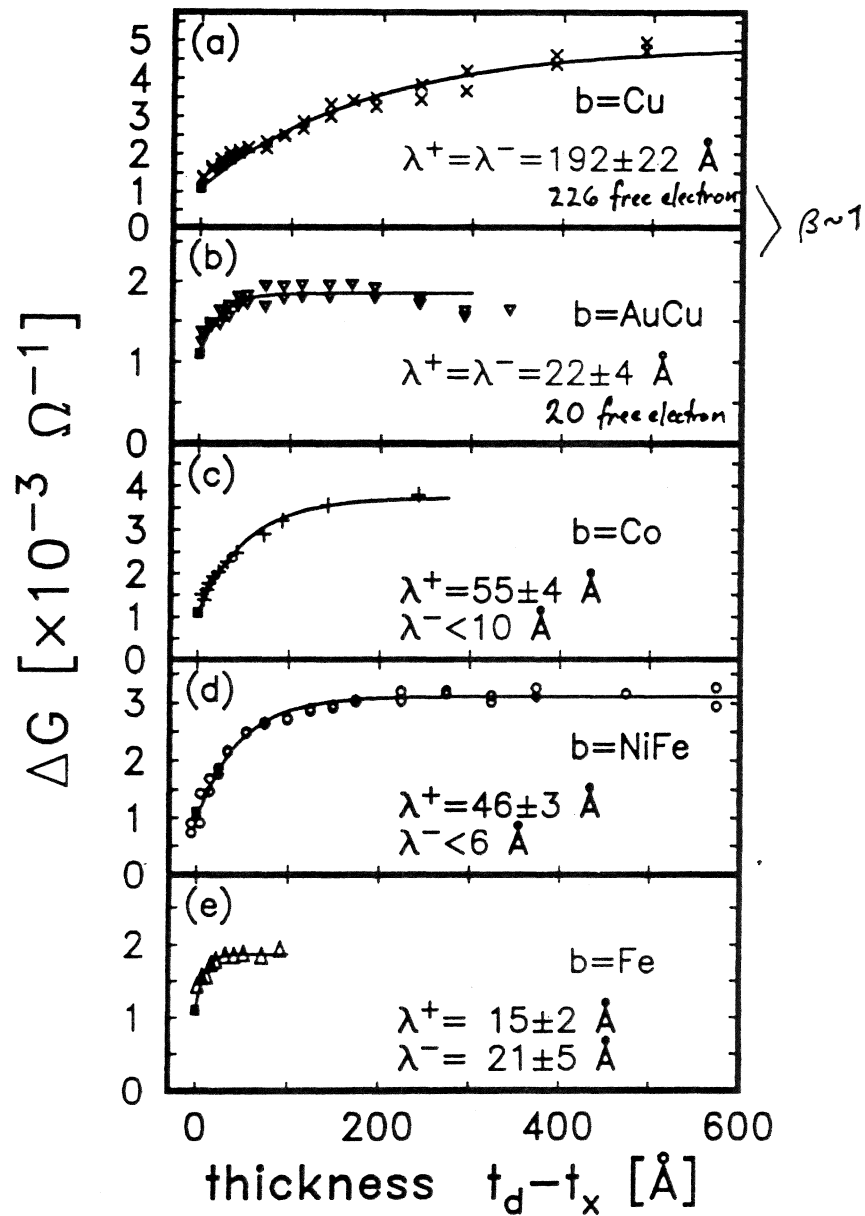 (a)
5
4
3
2
1
0
b=Cu
λ⁺=λ⁻=192±22 Å
226 free electron
β~1
(b)
2
1
0
b=AuCu
λ⁺=λ⁻=22±4 Å
20 free electron
(c)
4
3
2
1
0
b=Co
λ⁺=55±4 Å
λ⁻<10 Å
(d)
3
2
1
0
b=NiFe
λ⁺=46±3 Å
λ⁻<6 Å
(e)
2
1
0
b=Fe
λ⁺= 15±2 Å
λ⁻= 21±5 Å
ΔG [×10⁻³ Ω⁻¹]
0 200 400 600
thickness t_d−t_x [Å]